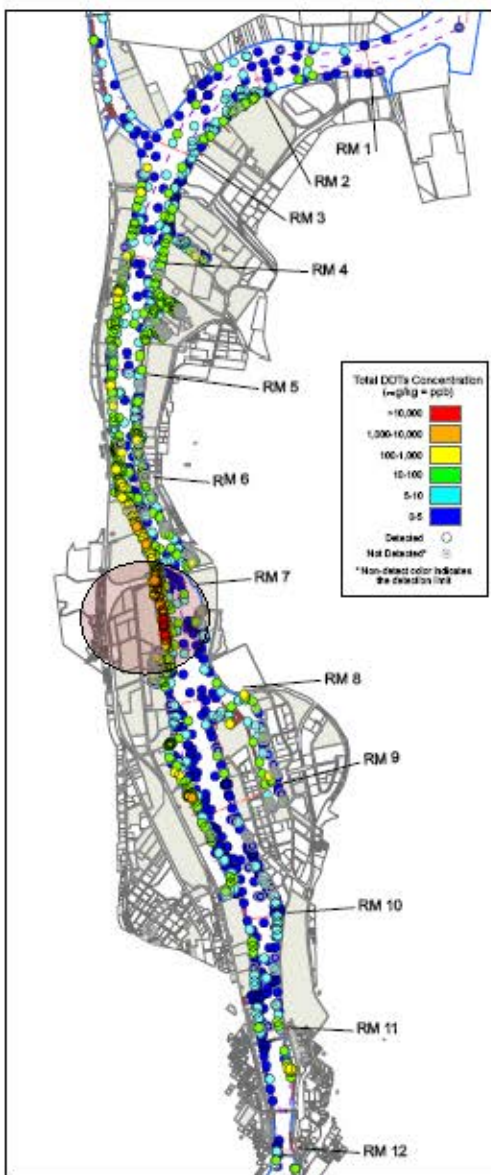 RM 1
RM 2
RM 3
RM 4
RM 5
RM 6
RM 7
RM 8
RM 9
RM 10
RM 11
RM 12
Total DDTs Concentration
(mg/kg = ppb)
>10,000
1,000-10,000
100-1,000
10-100
5-10
0-5
Detected
Not Detected*
*Non-detect color indicates
the detection limit